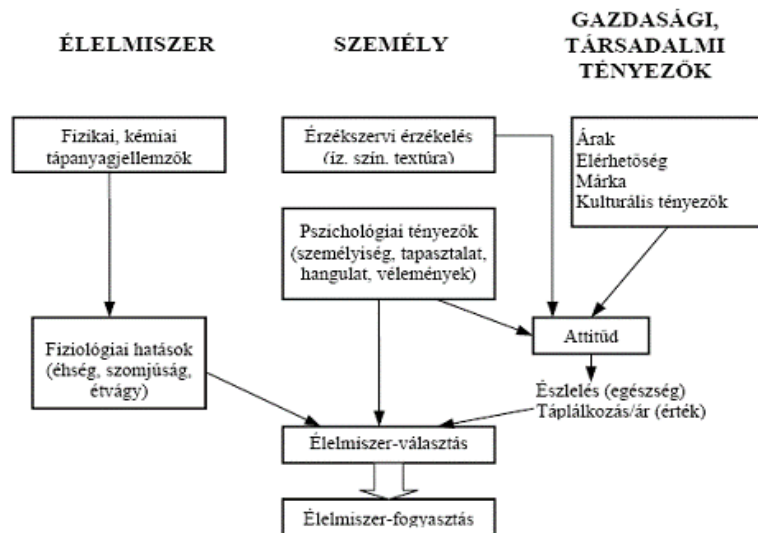 ÉLELMISZER
SZEMÉLY
GAZDASÁGI,
TÁRSADALMI
TÉNYEZŐK
Fizikai, kémiai
tápanyagjellemzők
Érzékszervi érzékelés
(íz. szín. textúra)
Árak
Elérhetőség
Márka
Kulturális tényezők
Pszichológiai tényezők
(személyiség, tapasztalat,
hangulat, vélemények)
Fiziológiai hatások
(éhség, szomjúság,
étvágy)
Attitűd
Észlelés (egészség)
Táplálkozás/ár (érték)
Élelmiszer-választás
Élelmiszer-fogyasztás